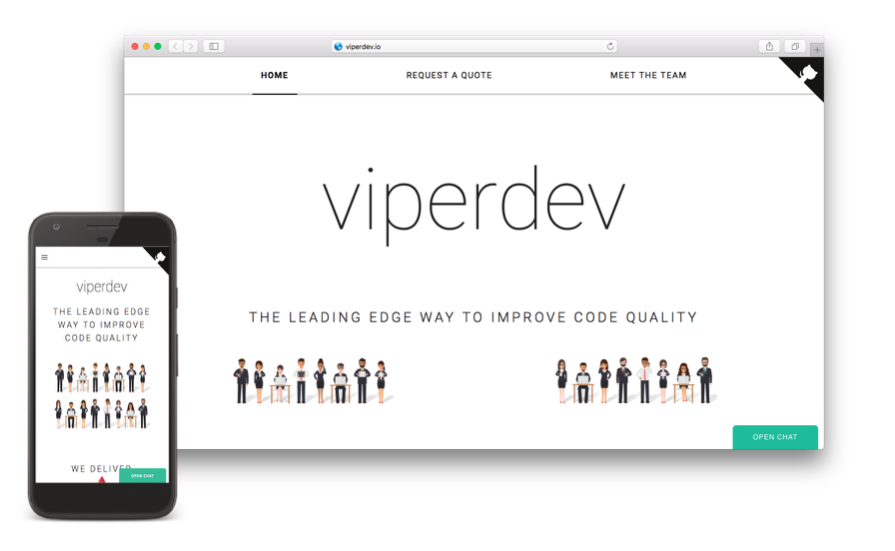 viperdev.io
HOME
REQUEST A QUOTE
MEET THE TEAM
viperdev
THE LEADING EDGE WAY TO IMPROVE CODE QUALITY
OPEN CHAT
viperdev
THE LEADING EDGE
WAY TO IMPROVE
CODE QUALITY
WE DELIVER
OPEN CHAT